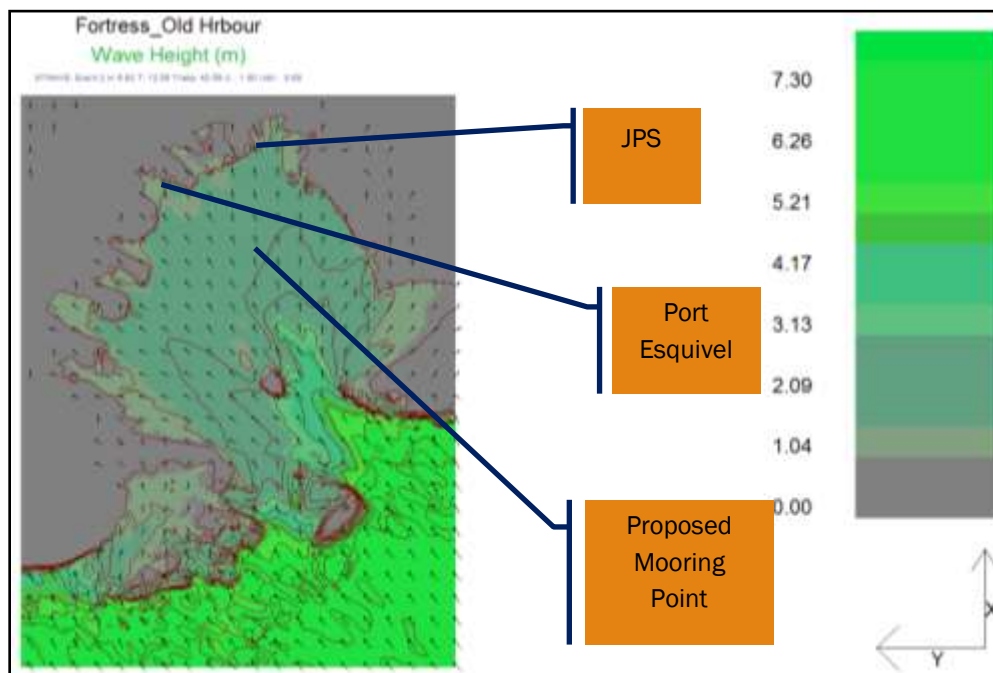 Fortress_Old Hrbour
Wave Height (m)
JPS
Port
Esquivel
Proposed
Mooring
Point
7.30
6.26
5.21
4.17
3.13
2.09
1.04
0.00
X
Y